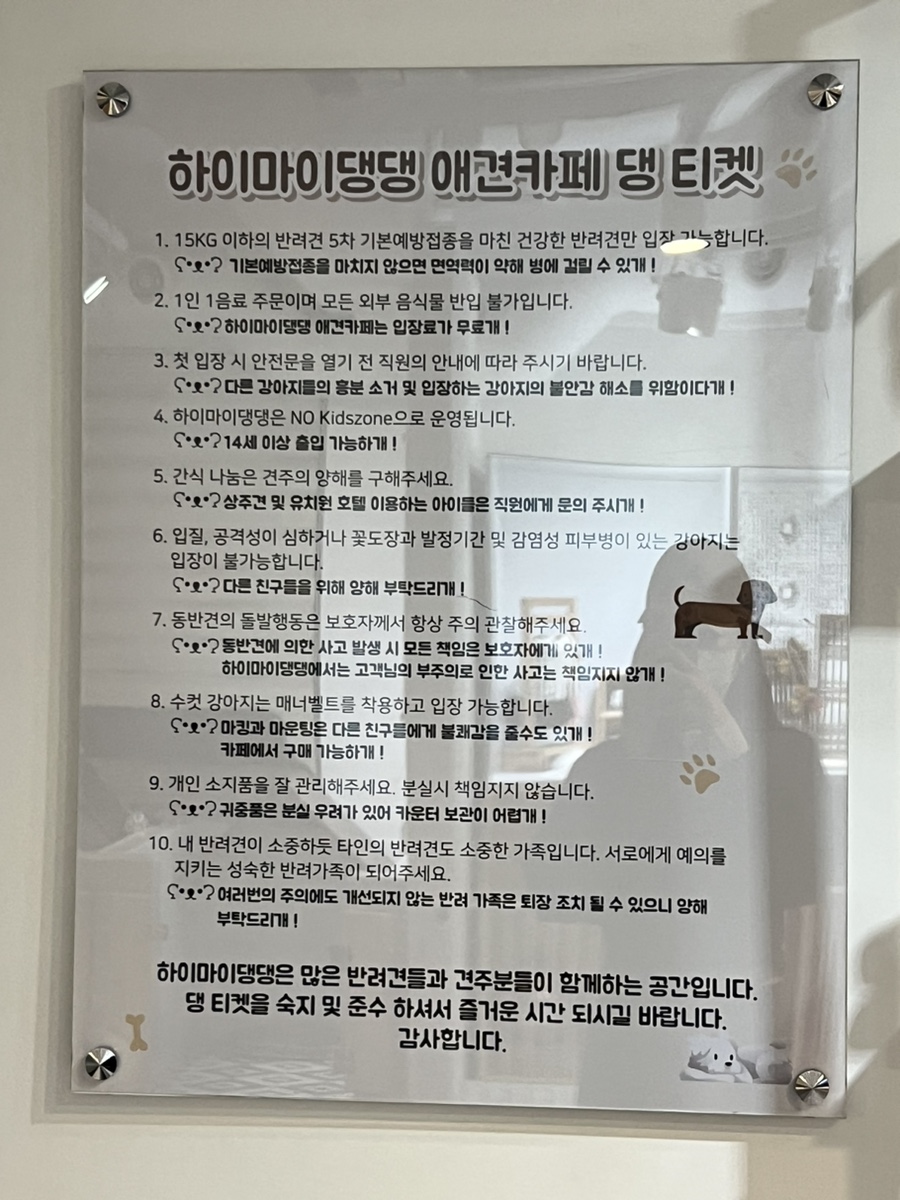 하이마이댕댕 애견카페 댕 티켓
1. 15KG 이하의 반려견 5차 기본예방접종을 마친 건강한 반려견만 입장 가능합니다.
ʕ•ᴥ•ʔ 기본예방접종을 마치지 않으면 면역력이 약해 병에 걸릴 수 있개 !
2. 1인 1음료 주문이며 모든 외부 음식물 반입 불가입니다.
ʕ•ᴥ•ʔ하이마이댕댕 애견카페는 입장료가 무료개 !
3. 첫 입장 시 안전문을 열기 전 직원의 안내에 따라 주시기 바랍니다.
ʕ•ᴥ•ʔ다른 강아지들의 흥분 소거 및 입장하는 강아지의 불안감 해소를 위함이다개 !
4. 하이마이댕댕은 NO Kidszone으로 운영됩니다.
ʕ•ᴥ•ʔ14세 이상 출입 가능하개 !
5. 간식 나눔은 견주의 양해를 구해주세요.
ʕ•ᴥ•ʔ상주견 및 유치원 호텔 이용하는 아이들은 직원에게 문의 주시개 !
6. 입질, 공격성이 심하거나 꽃도장과 발정기간 및 감염성 피부병이 있는 강아지는
입장이 불가능합니다.
ʕ•ᴥ•ʔ다른 친구들을 위해 양해 부탁드리개 !
7. 동반견의 돌발행동은 보호자께서 항상 주의 관찰해주세요.
ʕ•ᴥ•ʔ동반견에 의한 사고 발생 시 모든 책임은 보호자에게 있개 !
하이마이댕댕에서는 고객님의 부주의로 인한 사고는 책임지지 않개 !
8. 수컷 강아지는 매너벨트를 착용하고 입장 가능합니다.
ʕ•ᴥ•ʔ마킹과 마운팅은 다른 친구들에게 불쾌감을 줄수도 있개 !
카페에서 구매 가능하개 !
9. 개인 소지품을 잘 관리해주세요. 분실시 책임지지 않습니다.
ʕ•ᴥ•ʔ귀중품은 분실 우려가 있어 카운터 보관이 어렵개 !
10. 내 반려견이 소중하듯 타인의 반려견도 소중한 가족입니다. 서로에게 예의를
지키는 성숙한 반려가족이 되어주세요.
ʕ•ᴥ•ʔ여러번의 주의에도 개선되지 않는 반려 가족은 퇴장 조치 될 수 있으니 양해
부탁드리개 !
하이마이댕댕은 많은 반려견들과 견주분들이 함께하는 공간입니다.
댕 티켓을 숙지 및 준수 하셔서 즐거운 시간 되시길 바랍니다.
감사합니다.